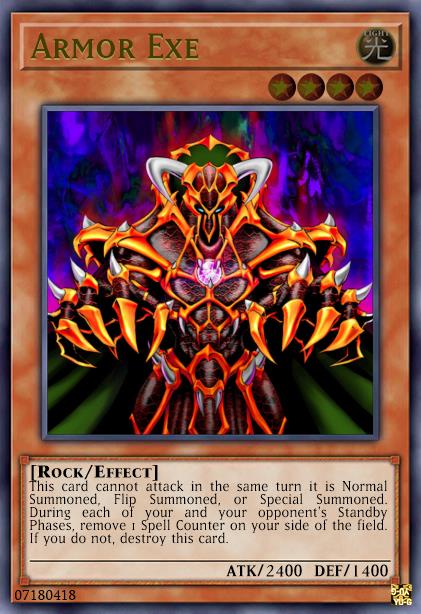 ARMOR EXE
LIGHT
光
[ROCK/EFFECT]
This card cannot attack in the same turn it is Normal
Summoned, Flip Summoned, or Special Summoned.
During each of your and your opponent's Standby
Phases, remove 1 Spell Counter on your side of the field.
If you do not, destroy this card.
ATK/2400 DEF/1400
07180418